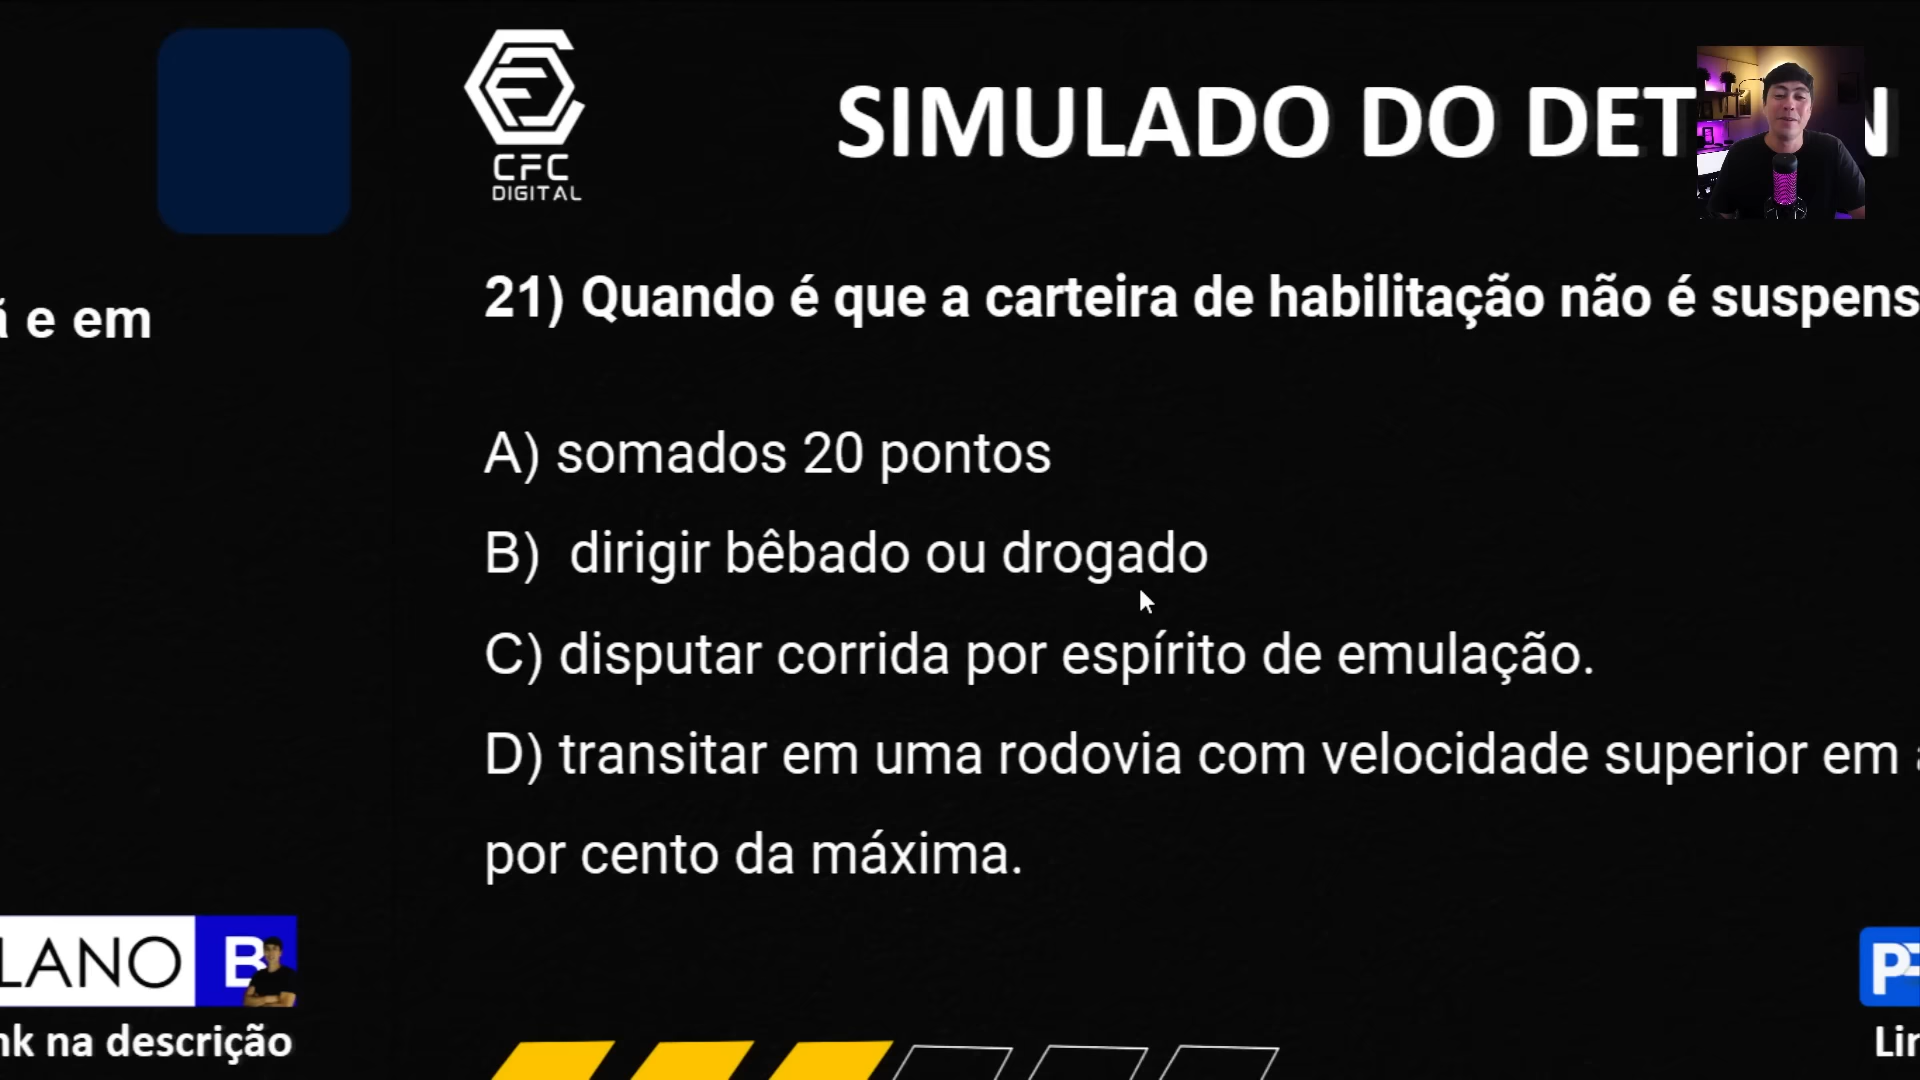 CFC
DIGITAL
SIMULADO DO DET N
e em
21) Quando é que a carteira de habilitação não é suspens
A) somados 20 pontos
B) dirigir bêbado ou drogado
C) disputar corrida por espírito de emulação.
D) transitar em uma rodovia com velocidade superior em
por cento da máxima.
LANO B
nk na descrição
P
Lin